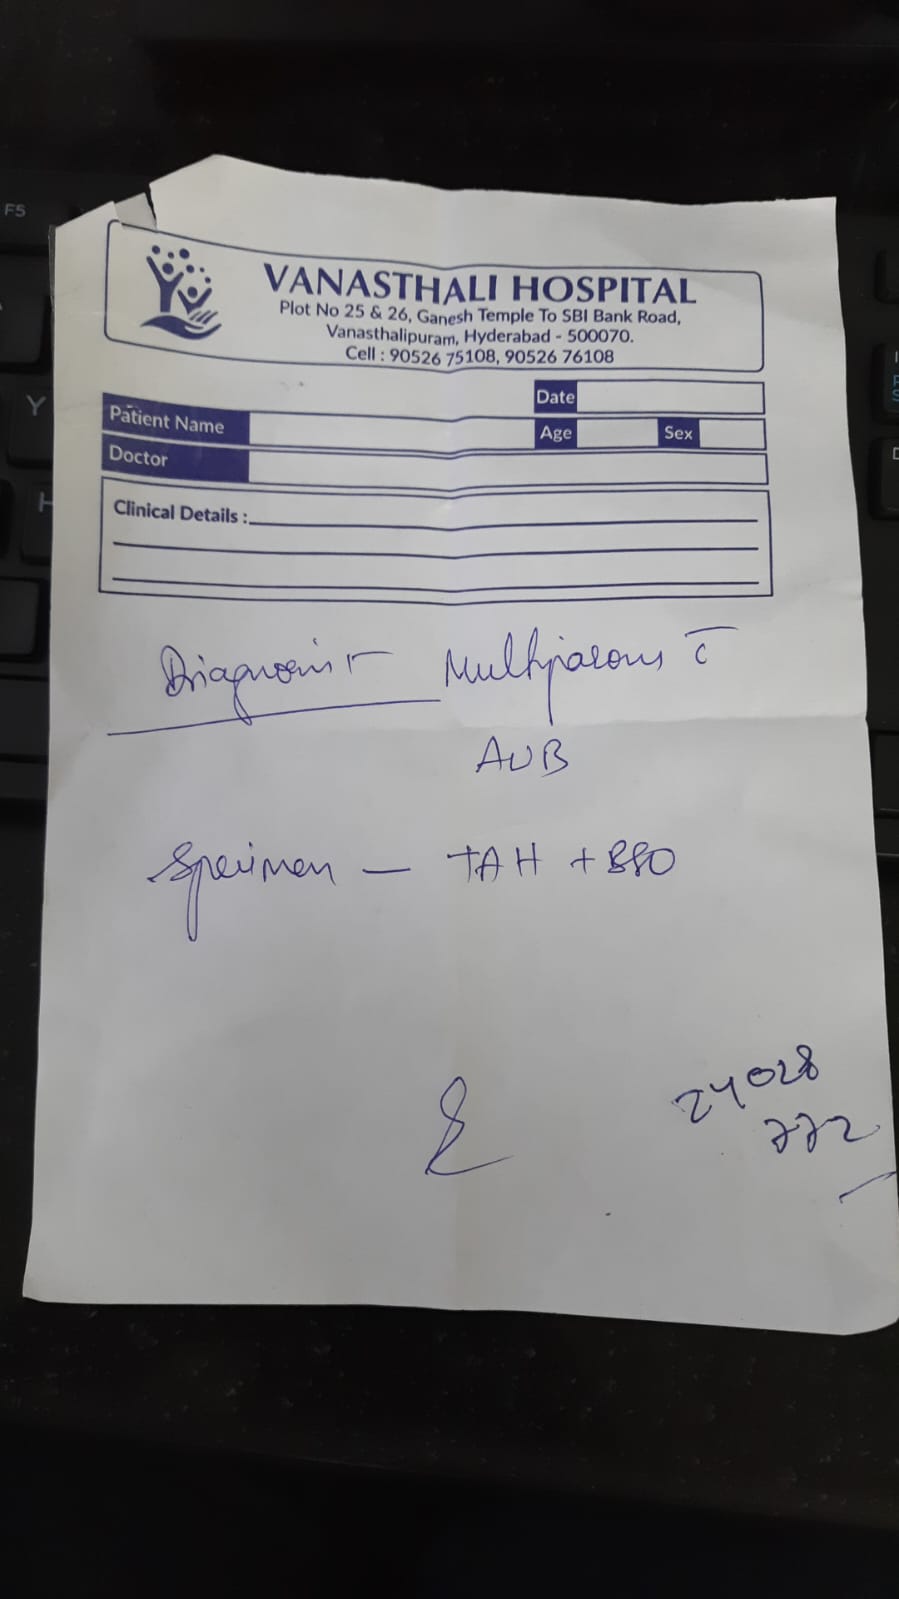 VANASTHALI HOSPITAL
Plot No 25 & 26, Ganesh Temple To SBI Bank Road,
Vanasthalipuram, Hyderabad - 500070.
Cell : 90526 75108, 90526 76108
Date
Patient Name
Age Sex
Doctor
Clinical Details :
Diagnosis :- Multiparous c̄
AUB
Specimen — TAH + BSO
24028
772
F5
Y
H